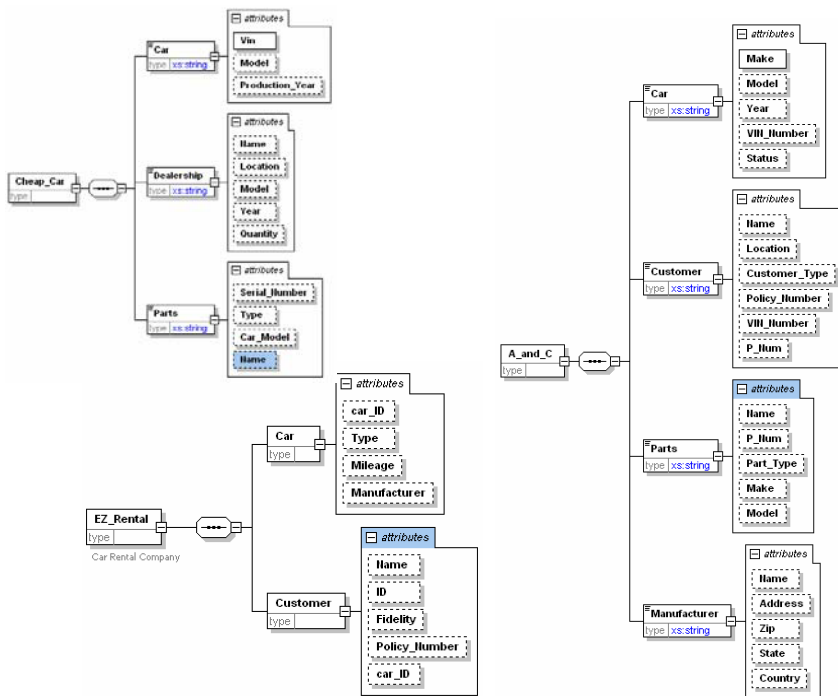 Cheap_Car
type
Car
type xs:string
attributes
Vin
Model
Production_Year
Dealership
type xs:string
attributes
Name
Location
Model
Year
Quantity
Parts
type xs:string
attributes
Serial_Number
Type
Car_Model
Name
EZ_Rental
type
Car Rental Company
Car
type
attributes
car_ID
Type
Mileage
Manufacturer
Customer
type
attributes
Name
ID
Fidelity
Policy_Number
car_ID
A_and_C
type
Car
type xs:string
attributes
Make
Model
Year
VIN_Number
Status
Customer
type xs:string
attributes
Name
Location
Customer_Type
Policy_Number
VIN_Number
P_Num
Parts
type xs:string
attributes
Name
P_Num
Part_Type
Make
Model
Manufacturer
type xs:string
attributes
Name
Address
Zip
State
Country